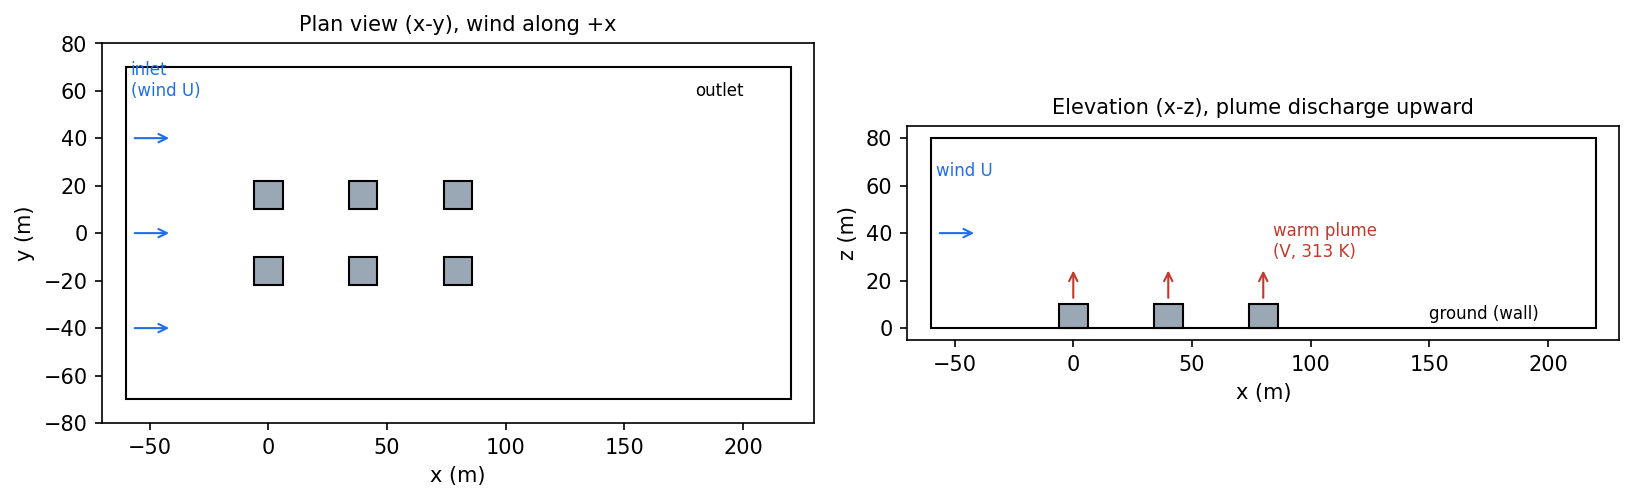 Plan view (x-y), wind along +x
80
60
40
20
0
−20
−40
−60
−80
y (m)
inlet
(wind U)
outlet
−50
0
50
100
150
200
x (m)
Elevation (x-z), plume discharge upward
80
60
40
20
0
z (m)
wind U
warm plume
(V, 313 K)
ground (wall)
−50
0
50
100
150
200
x (m)